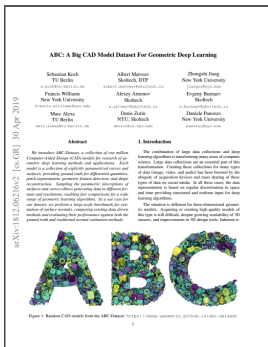 ABC: A Big CAD Model Dataset For Geometric Deep Learning
Sebastian Koch
TU Berlin
Albert Matveev
Skoltech, IITP
Zhongshi Jiang
New York University
Francis Williams
New York University
Alexey Artemov
Skoltech
Evgeny Burnaev
Skoltech
Marc Alexa
TU Berlin
Denis Zorin
NYU, Skoltech
Daniele Panozzo
New York University
arXiv:1812.06216v2 [cs.GR] 30 Apr 2019
Abstract
We introduce ABC-Dataset, a collection of one million
Computer-Aided Design (CAD) models for research of ge-
ometric deep learning methods and applications. Each
model is a collection of explicitly parametrized curves and
surfaces, providing ground truth for differential quantities,
patch segmentation, geometric feature detection, and shape
reconstruction. Sampling the parametric descriptions of
surfaces and curves allows generating data in different for-
mats and resolutions, enabling fair comparisons for a wide
range of geometric learning algorithms. As a use case for
our dataset, we perform a large-scale benchmark for esti-
mation of surface normals, comparing existing data driven
methods and evaluating their performance against both the
ground truth and traditional normal estimation methods.
1. Introduction
The combination of large data collections and deep
learning algorithms is transforming many areas of computer
science. Large data collections are an essential part of this
transformation. Creating these collections for many types
of data (image, video, and audio) has been boosted by the
ubiquity of acquisition devices and mass sharing of these
types of data on social media. In all these cases, the data
representation is based on regular discretization in space
and time providing structured and uniform input for deep
learning algorithms.
The situation is different for three-dimensional geomet-
ric models. Acquiring or creating high-quality models of
this type is still difficult, despite growing availability of 3D
sensors, and improvements in 3D design tools. Inherent ir-
Figure 1: Random CAD models from the ABC-Dataset: https://deep-geometry.github.io/abc-dataset
1